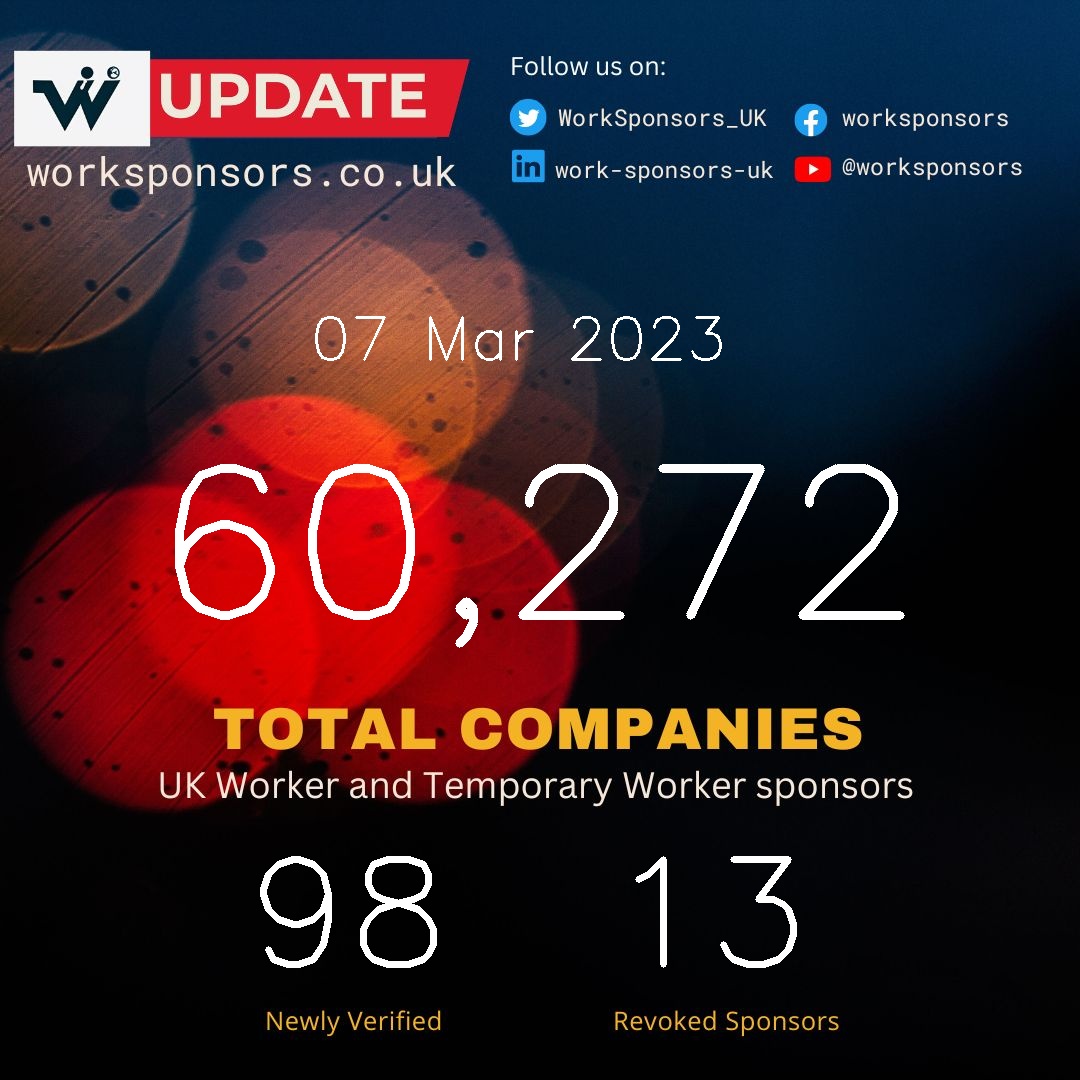 UPDATE
worksponsors.co.uk
Follow us on:
WorkSponsors_UK
worksponsors
work-sponsors-uk
@worksponsors
07 Mar 2023
60,272
TOTAL COMPANIES
UK Worker and Temporary Worker sponsors
98
13
Newly Verified
Revoked Sponsors